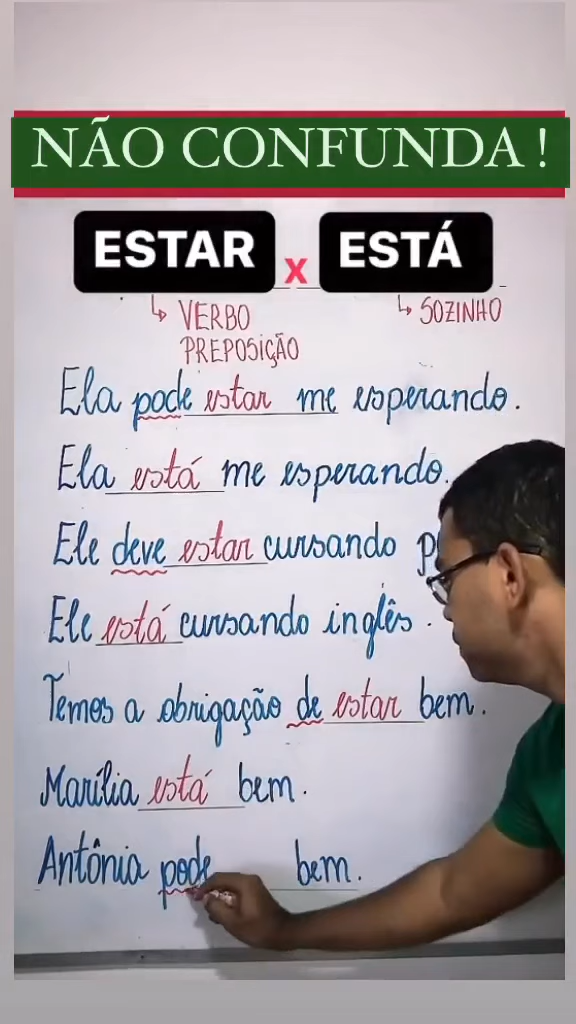 NÃO CONFUNDA!
ESTAR x ESTÁ
↳ VERBO ↳ SOZINHO
PREPOSIÇÃO
Ela pode estar me esperando.
Ela está me esperando.
Ele deve estar cursando
Ele está cursando inglês.
Temos a obrigação de estar bem.
Marília está bem.
Antônia pode bem.